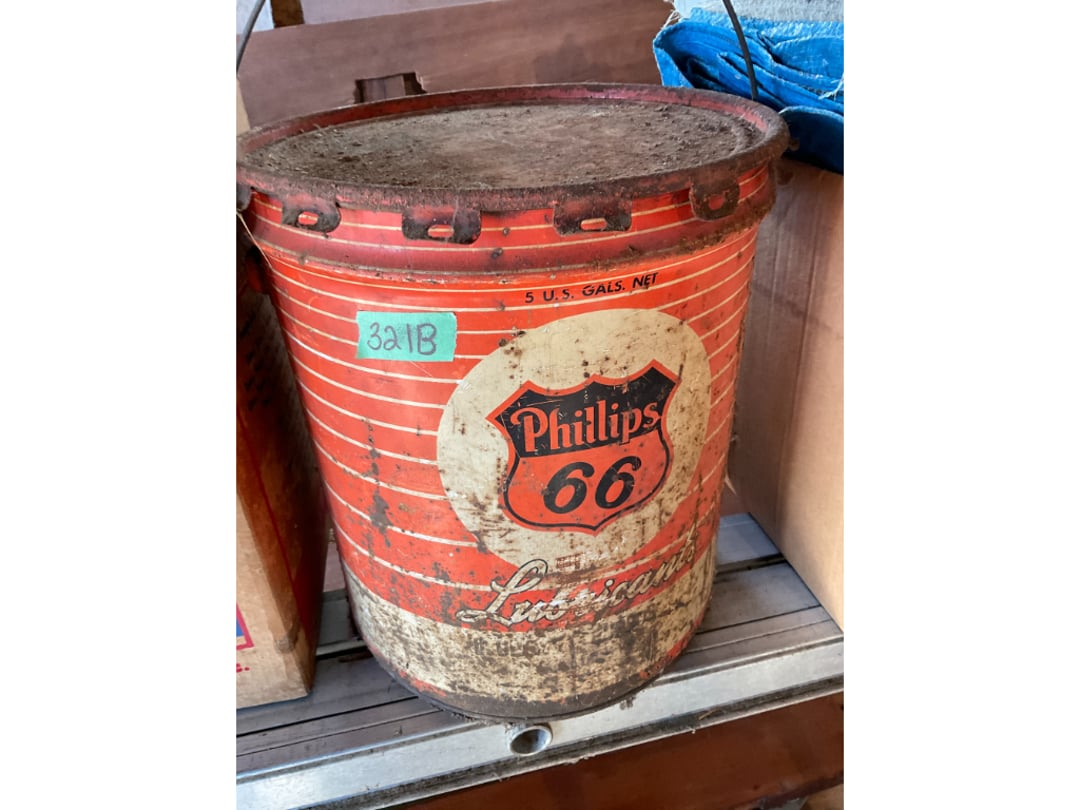 5 U.S. GALS. NET
321B
Phillips
66
Lubricants